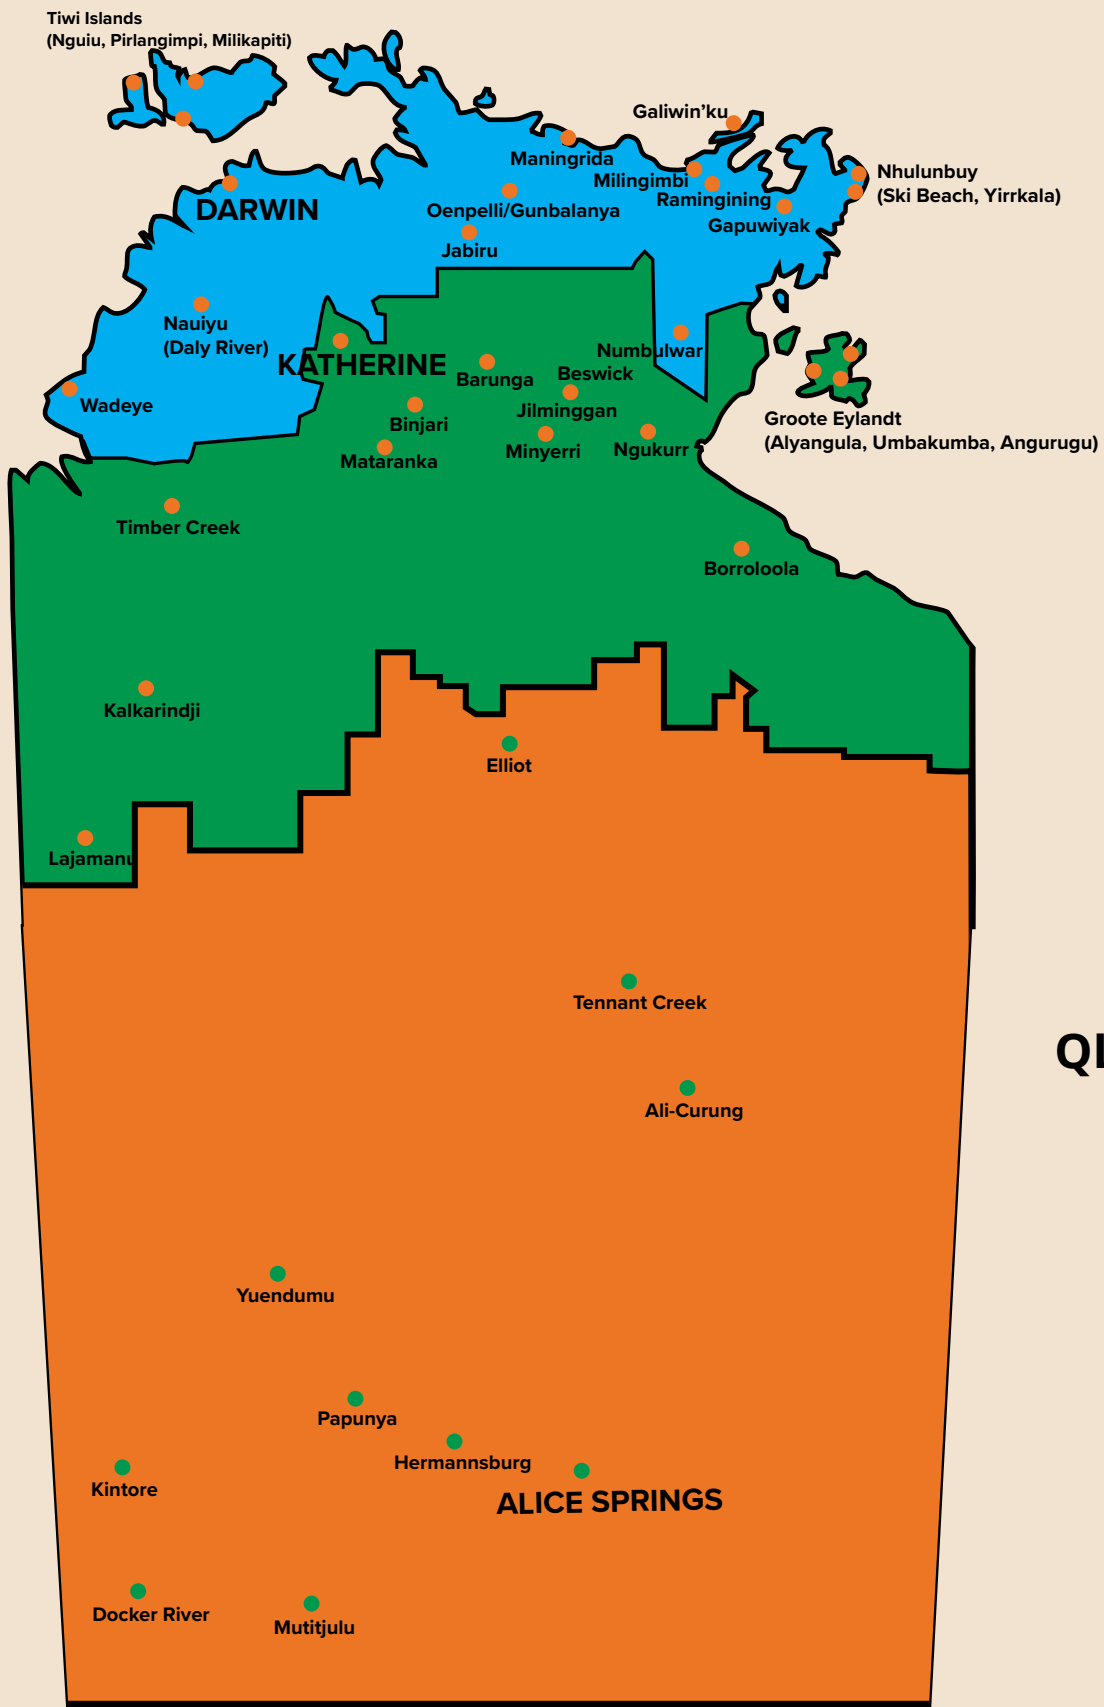 Tiwi Islands
(Nguiu, Pirlangimpi, Milikapiti)
Galiwin'ku
Maningrida
Milingimbi
Nhulunbuy
(Ski Beach, Yirrkala)
Ramingining
DARWIN
Oenpelli/Gunbalanya
Gapuwiyak
Jabiru
Nauiyu
(Daly River)
Numbulwar
KATHERINE
Beswick
Barunga
Wadeye
Jilminggan
Groote Eylandt
(Alyangula, Umbakumba, Angurugu)
Binjari
Minyerri
Ngukurr
Mataranka
Timber Creek
Borroloola
Kalkarindji
Elliot
Lajamanu
Tennant Creek
QL
Ali-Curung
Yuendumu
Papunya
Hermannsburg
Kintore
ALICE SPRINGS
Docker River
Mutitjulu